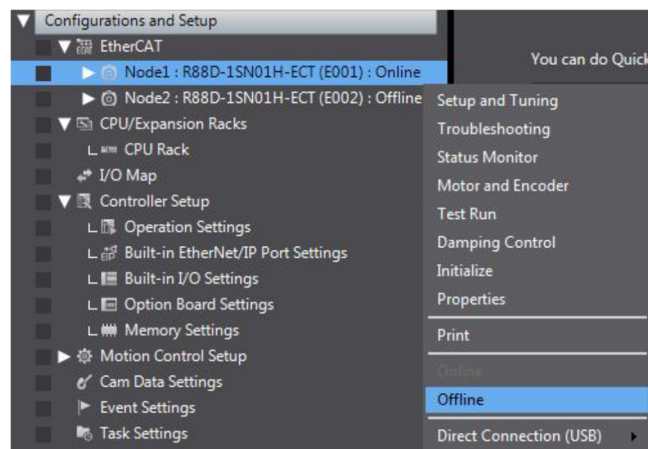 Configurations and Setup
EtherCAT
Node1 : R88D-1SN01H-ECT (E001) : Online
Node2 : R88D-1SN01H-ECT (E002) : Offline
CPU/Expansion Racks
CPU Rack
I/O Map
Controller Setup
Operation Settings
Built-in EtherNet/IP Port Settings
Built-in I/O Settings
Option Board Settings
Memory Settings
Motion Control Setup
Cam Data Settings
Event Settings
Task Settings
You can do Quick
Setup and Tuning
Troubleshooting
Status Monitor
Motor and Encoder
Test Run
Damping Control
Initialize
Properties
Print
Online
Offline
Direct Connection (USB)